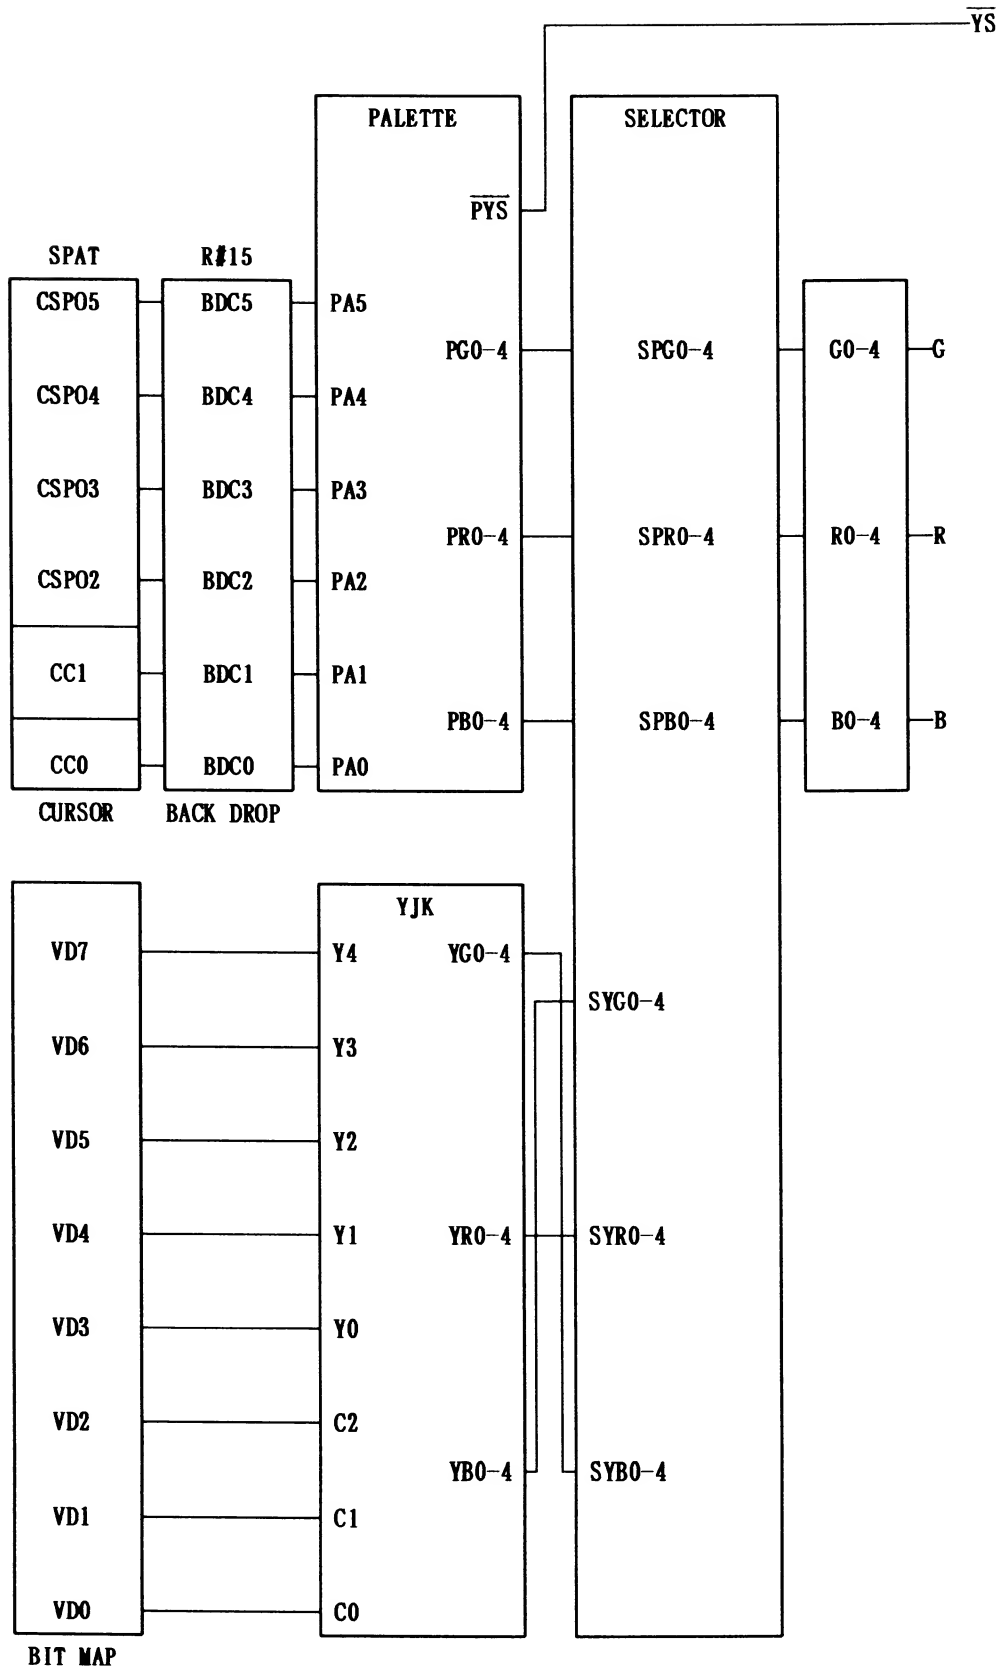 YS
PALETTE
SELECTOR
PYS
SPAT
R#15
CSPO5
BDC5
PA5
PG0-4
SPG0-4
G0-4
G
CSPO4
BDC4
PA4
CSPO3
BDC3
PA3
PR0-4
SPR0-4
R0-4
R
CSPO2
BDC2
PA2
CC1
BDC1
PA1
PB0-4
SPB0-4
B0-4
B
CC0
BDC0
PA0
CURSOR
BACK DROP
YJK
VD7
Y4
YG0-4
SYG0-4
VD6
Y3
VD5
Y2
VD4
Y1
YR0-4
SYR0-4
VD3
Y0
VD2
C2
YB0-4
SYB0-4
VD1
C1
VD0
C0
BIT MAP